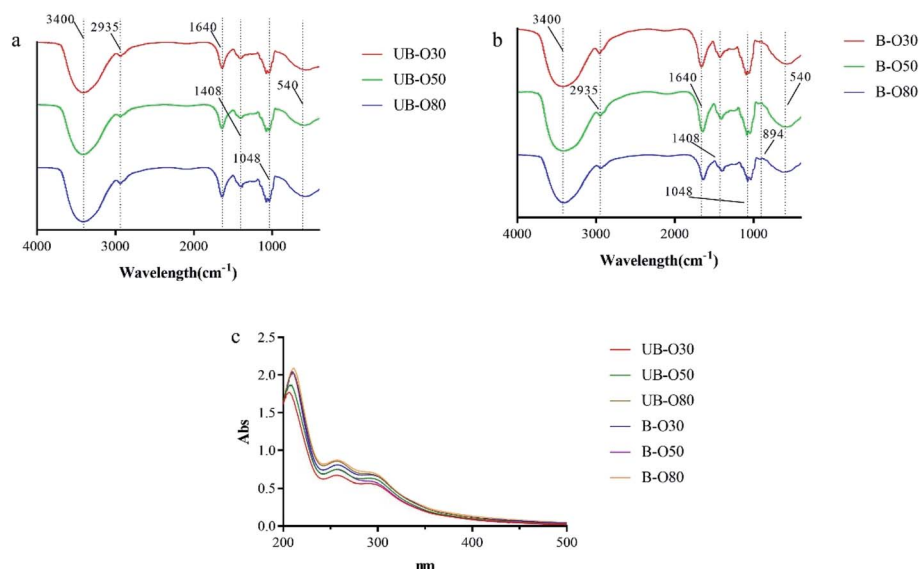 a
3400
2935
1640
1408
540
1048
UB-O30
UB-O50
UB-O80
4000
3000
2000
1000
Wavelength(cm-1)
b
3400
2935
1640
540
1408
894
1048
B-O30
B-O50
B-O80
4000
3000
2000
1000
Wavelength(cm-1)
c
2.5
2.0
1.5
1.0
0.5
0.0
Abs
200
300
400
500
nm
UB-O30
UB-O50
UB-O80
B-O30
B-O50
B-O80